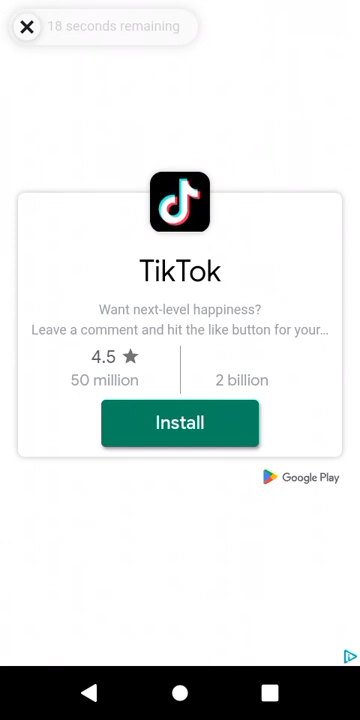 18 seconds remaining
TikTok
Want next-level happiness?
Leave a comment and hit the like button for your...
4.5 ★
50 million
2 billion
Install
Google Play